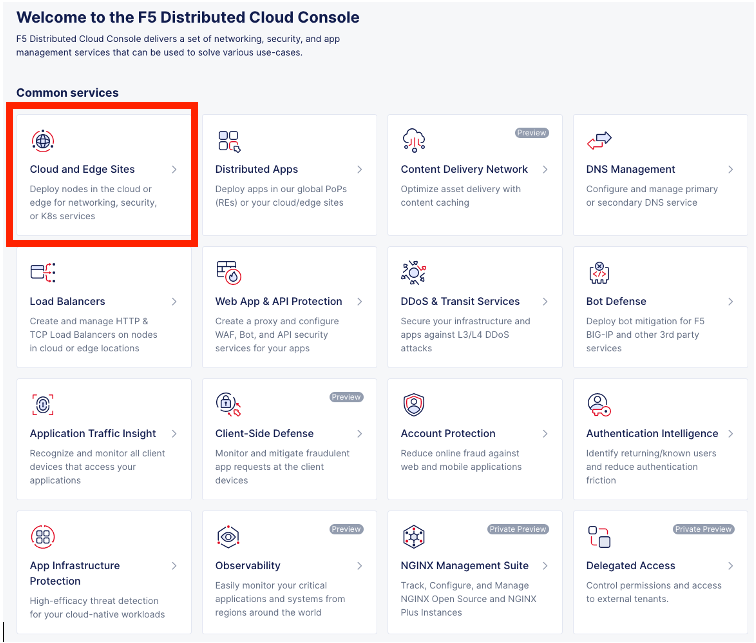 Welcome to the F5 Distributed Cloud Console
F5 Distributed Cloud Console delivers a set of networking, security, and app
management services that can be used to solve various use-cases.
Common services
Cloud and Edge Sites
Deploy nodes in the cloud or
edge for networking, security,
or K8s services
Distributed Apps
Deploy apps in our global PoPs
(REs) or your cloud/edge sites
Preview
Content Delivery Network
Optimize asset delivery with
content caching
DNS Management
Configure and manage primary
or secondary DNS service
Load Balancers
Create and manage HTTP &
TCP Load Balancers on nodes
in cloud or edge locations
Web App & API Protection
Create a proxy and configure
WAF, Bot, and API security
services for your apps
DDoS & Transit Services
Secure your infrastructure and
apps against L3/L4 DDoS
attacks
Bot Defense
Deploy bot mitigation for F5
BIG-IP and other 3rd party
services
Application Traffic Insight
Recognize and monitor all client
devices that access your
applications
Preview
Client-Side Defense
Monitor and mitigate fraudulent
app requests at the client
devices
Account Protection
Reduce online fraud against
web and mobile applications
Authentication Intelligence
Identify returning/known users
and reduce authentication
friction
App Infrastructure
Protection
High-efficacy threat detection
for your cloud-native workloads
Preview
Observability
Easily monitor your critical
applications and systems from
regions around the world
Private Preview
NGINX Management Suite
Track, Configure, and Manage
NGINX Open Source and NGINX
Plus Instances
Private Preview
Delegated Access
Control permissions and access
to external tenants.